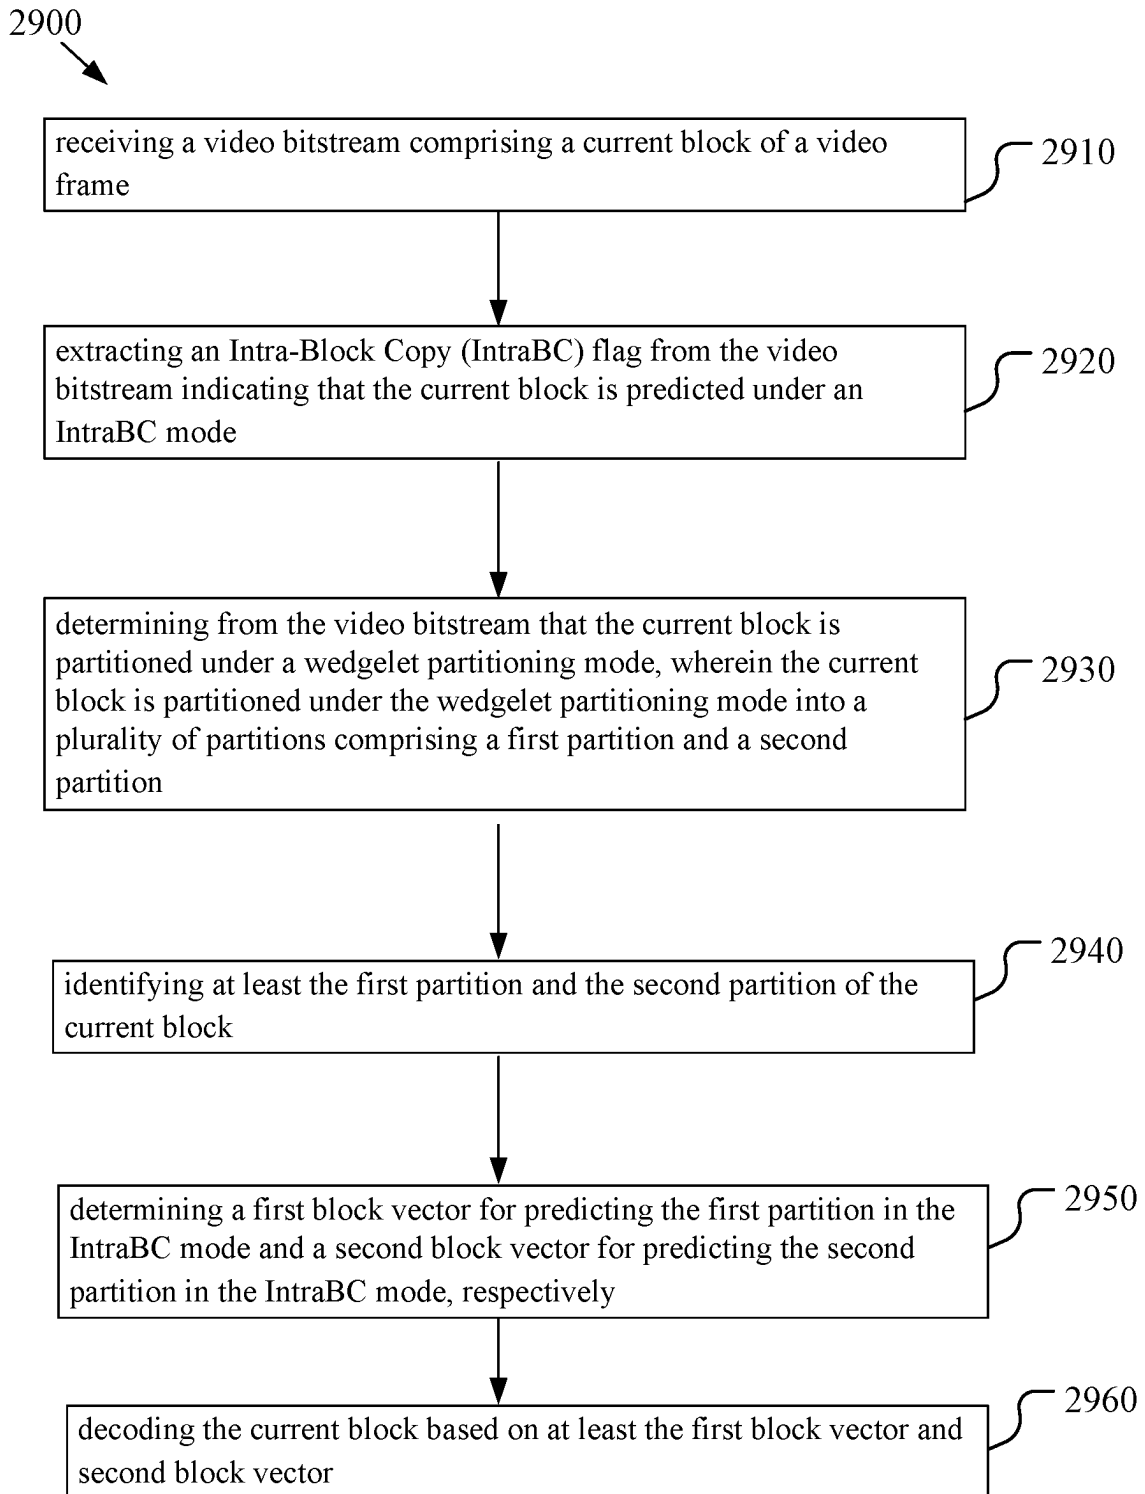 2900
receiving a video bitstream comprising a current block of a video
frame
2910
extracting an Intra-Block Copy (IntraBC) flag from the video
bitstream indicating that the current block is predicted under an
IntraBC mode
2920
determining from the video bitstream that the current block is
partitioned under a wedgelet partitioning mode, wherein the current
block is partitioned under the wedgelet partitioning mode into a
plurality of partitions comprising a first partition and a second
partition
2930
identifying at least the first partition and the second partition of the
current block
2940
determining a first block vector for predicting the first partition in the
IntraBC mode and a second block vector for predicting the second
partition in the IntraBC mode, respectively
2950
decoding the current block based on at least the first block vector and
second block vector
2960